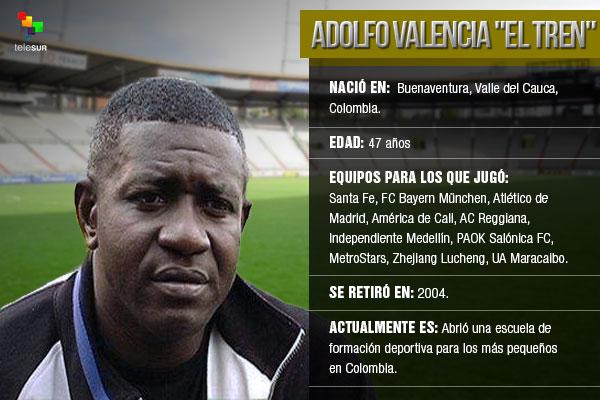 teleSUR
ADOLFO VALENCIA "EL TREN"
NACIÓ EN: Buenaventura, Valle del Cauca,
Colombia.
EDAD: 47 años
EQUIPOS PARA LOS QUE JUGÓ:
Santa Fe, FC Bayern München, Atlético de
Madrid, América de Cali, AC Reggiana,
Independiente Medellín, PAOK Salónica FC,
MetroStars, Zhejiang Lucheng, UA Maracaibo.
SE RETIRÓ EN: 2004.
ACTUALMENTE ES: Abrió una escuela de
formación deportiva para los más pequeños
en Colombia.